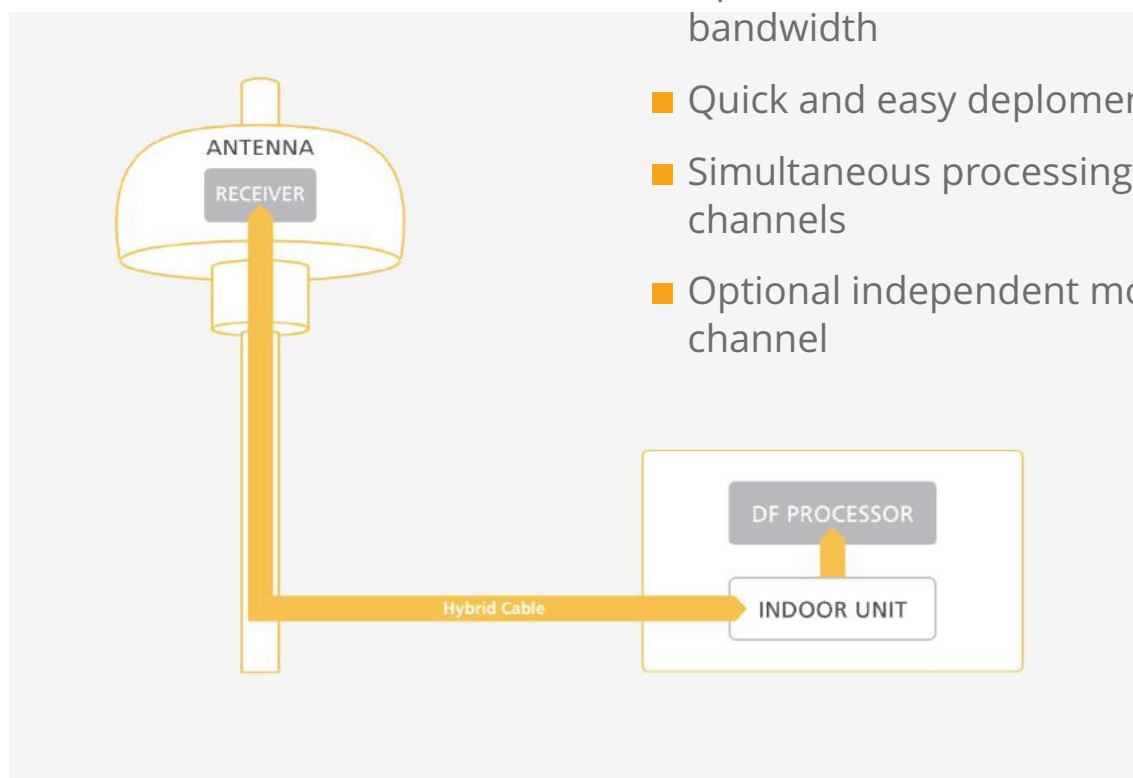 bandwidth
Quick and easy deplomen
Simultaneous processing
channels
Optional independent mo
channel
ANTENNA
RECEIVER
DF PROCESSOR
Hybrid Cable
INDOOR UNIT